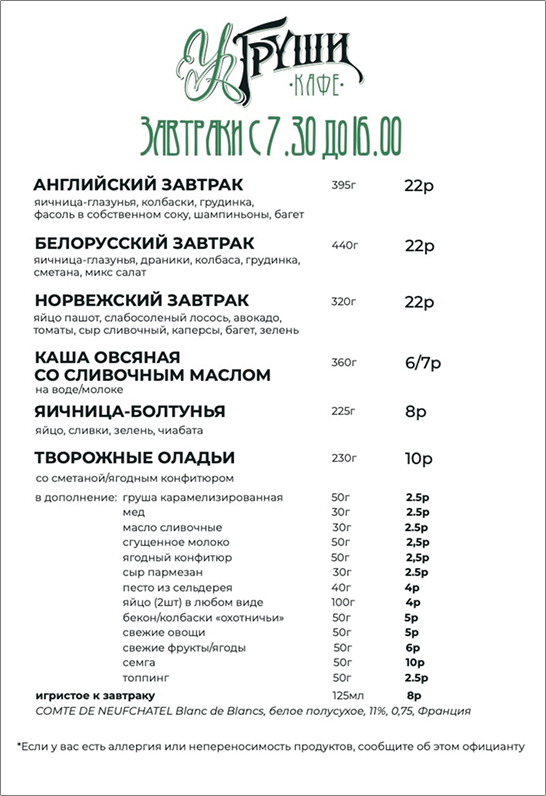 У Груши
·КАФЕ·
ЗАВТРАКИ С 7.30 ДО 16.00
АНГЛИЙСКИЙ ЗАВТРАК 395г 22р
яичница-глазунья, колбаски, грудинка,
фасоль в собственном соку, шампиньоны, багет
БЕЛОРУССКИЙ ЗАВТРАК 440г 22р
яичница-глазунья, драники, колбаса, грудинка,
сметана, микс салат
НОРВЕЖСКИЙ ЗАВТРАК 320г 22р
яйцо пашот, слабосоленый лосось, авокадо,
томаты, сыр сливочный, каперсы, багет, зелень
КАША ОВСЯНАЯ
СО СЛИВОЧНЫМ МАСЛОМ 360г 6/7р
на воде/молоке
ЯИЧНИЦА-БОЛТУНЬЯ 225г 8р
яйцо, сливки, зелень, чиабата
ТВОРОЖНЫЕ ОЛАДЬИ 230г 10р
со сметаной/ягодным конфитюром
в дополнение: груша карамелизированная 50г 2.5р
мед 30г 2.5р
масло сливочные 30г 2.5р
сгущенное молоко 50г 2,5р
ягодный конфитюр 50г 2,5р
сыр пармезан 30г 2.5р
песто из сельдерея 40г 4р
яйцо (2шт) в любом виде 100г 4р
бекон/колбаски «охотничьи» 50г 5р
свежие овощи 50г 5р
свежие фрукты/ягоды 50г 6р
семга 50г 10р
топпинг 50г 2.5р
игристое к завтраку 125мл 8р
COMTE DE NEUFCHATEL Blanc de Blancs, белое полусухое, 11%, 0,75, Франция
*Если у вас есть аллергия или непереносимость продуктов, сообщите об этом официанту